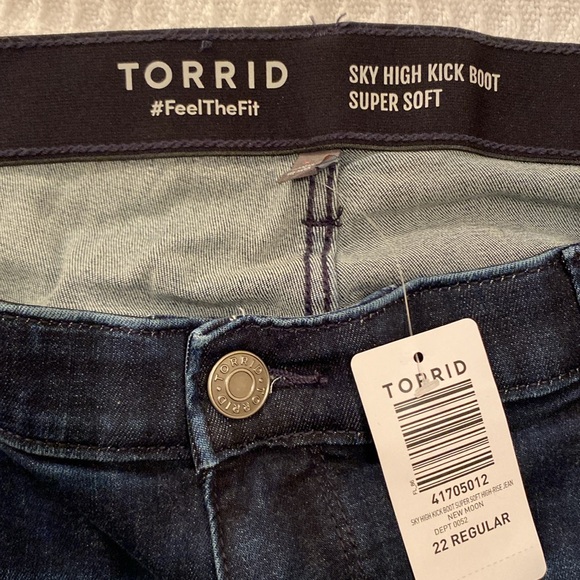 TORRID
#FeelTheFit
SKY HIGH KICK BOOT
SUPER SOFT
TORRID TORRID
TORRID
41705012
SKY HIGH KICK BOOT SUPER SOFT HIGH-RISE JEAN
NEW MOON
DEPT 0052
22 REGULAR